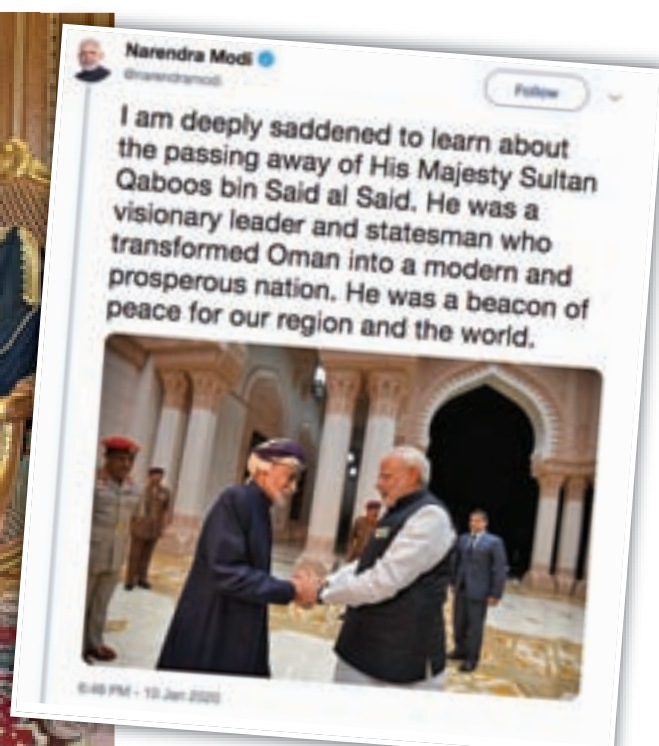 Narendra Modi
@narendramodi
Follow
I am deeply saddened to learn about
the passing away of His Majesty Sultan
Qaboos bin Said al Said. He was a
visionary leader and statesman who
transformed Oman into a modern and
prosperous nation. He was a beacon of
peace for our region and the world.
PM - 10 Jan 2020